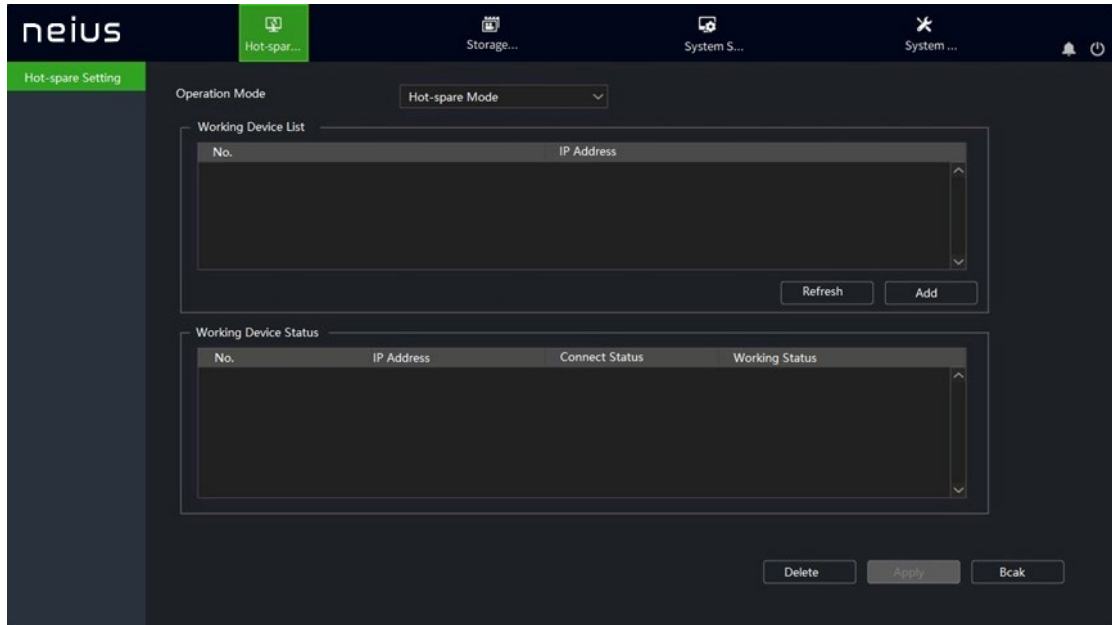 neius
Hot-spar... Storage... System S... System ...
Hot-spare Setting
Operation Mode Hot-spare Mode
Working Device List
No. IP Address
Refresh Add
Working Device Status
No. IP Address Connect Status Working Status
Delete Apply Bcak